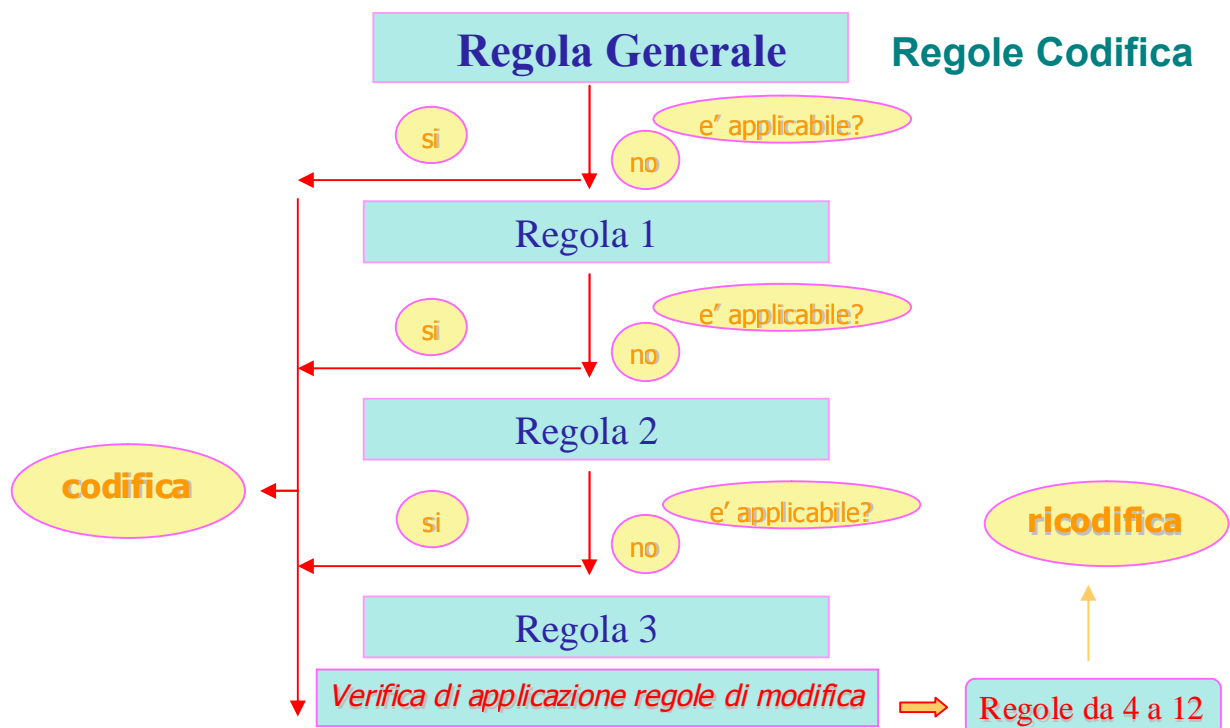 Regola Generale
Regole Codifica
e' applicabile?
si
no
Regola 1
e' applicabile?
si
no
Regola 2
codifica
e' applicabile?
si
no
ricodifica
Regola 3
Verifica di applicazione regole di modifica
Regole da 4 a 12